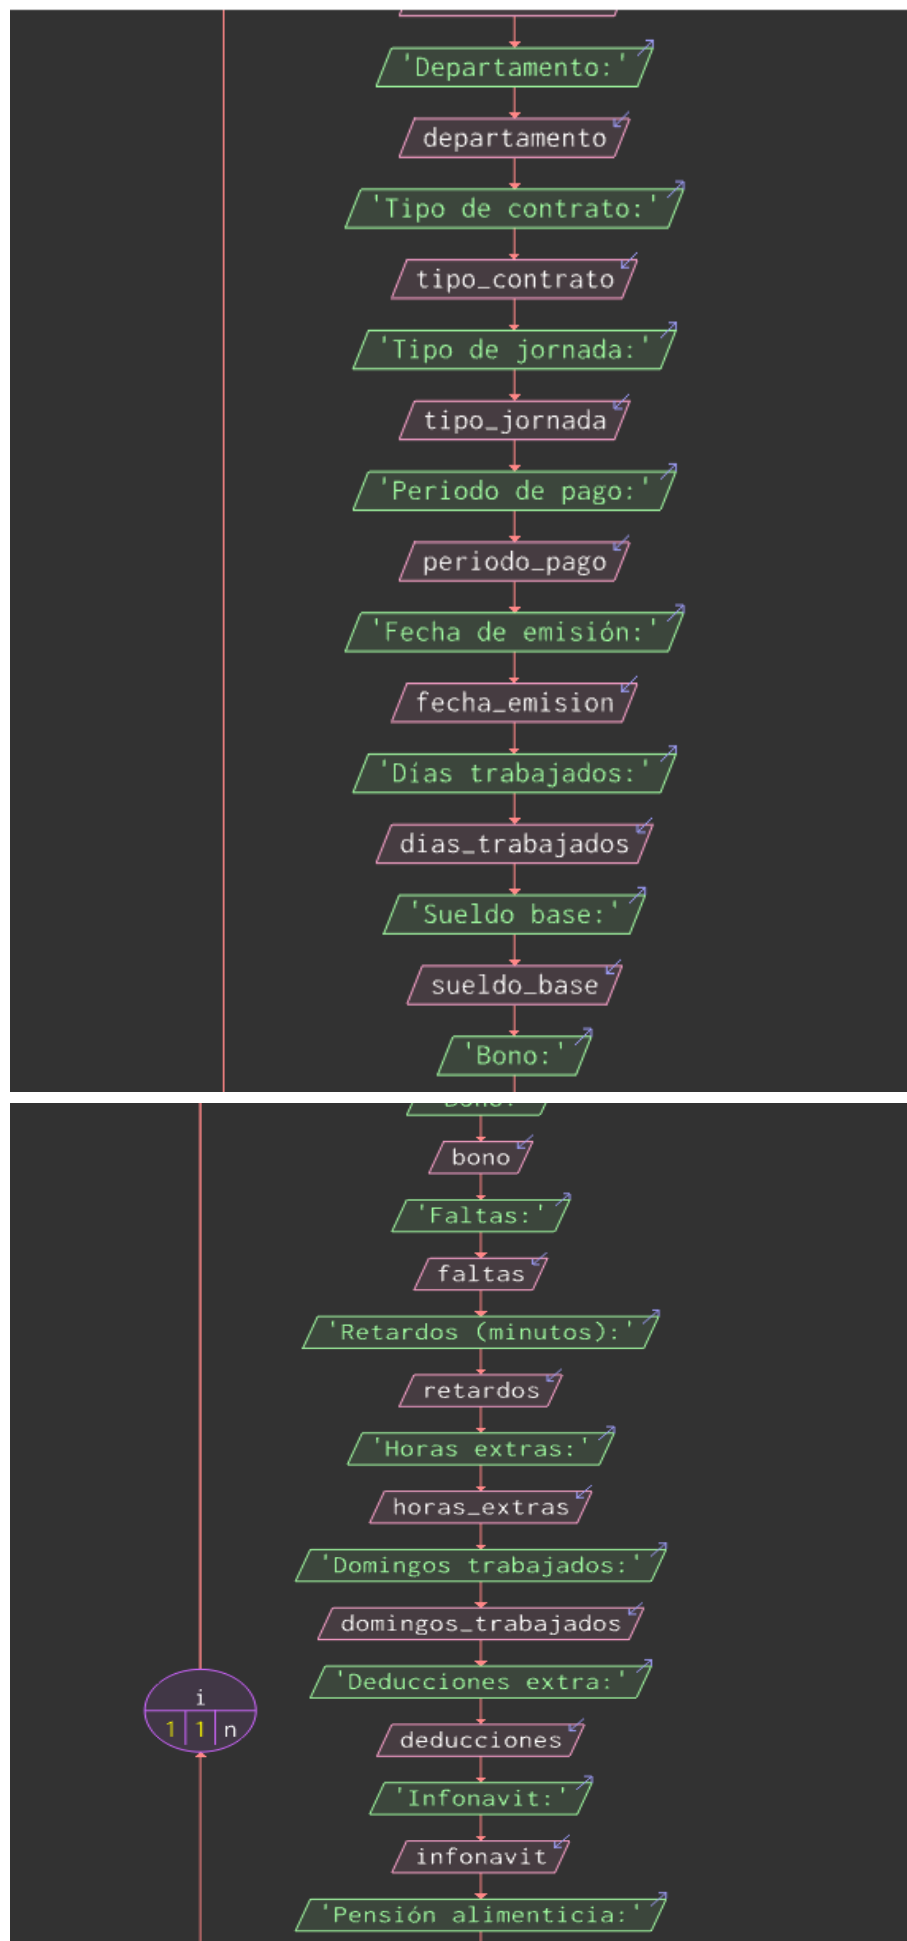 'Departamento:'
departamento
'Tipo de contrato:'
tipo_contrato
'Tipo de jornada:'
tipo_jornada
'Periodo de pago:'
periodo_pago
'Fecha de emisión:'
fecha_emision
'Días trabajados:'
dias_trabajados
'Sueldo base:'
sueldo_base
'Bono:'
bono
'Faltas:'
faltas
'Retardos (minutos):'
retardos
'Horas extras:'
horas_extras
'Domingos trabajados:'
domingos_trabajados
'Deducciones extra:'
i
1 1 n
deducciones
'Infonavit:'
infonavit
'Pensión alimenticia:'